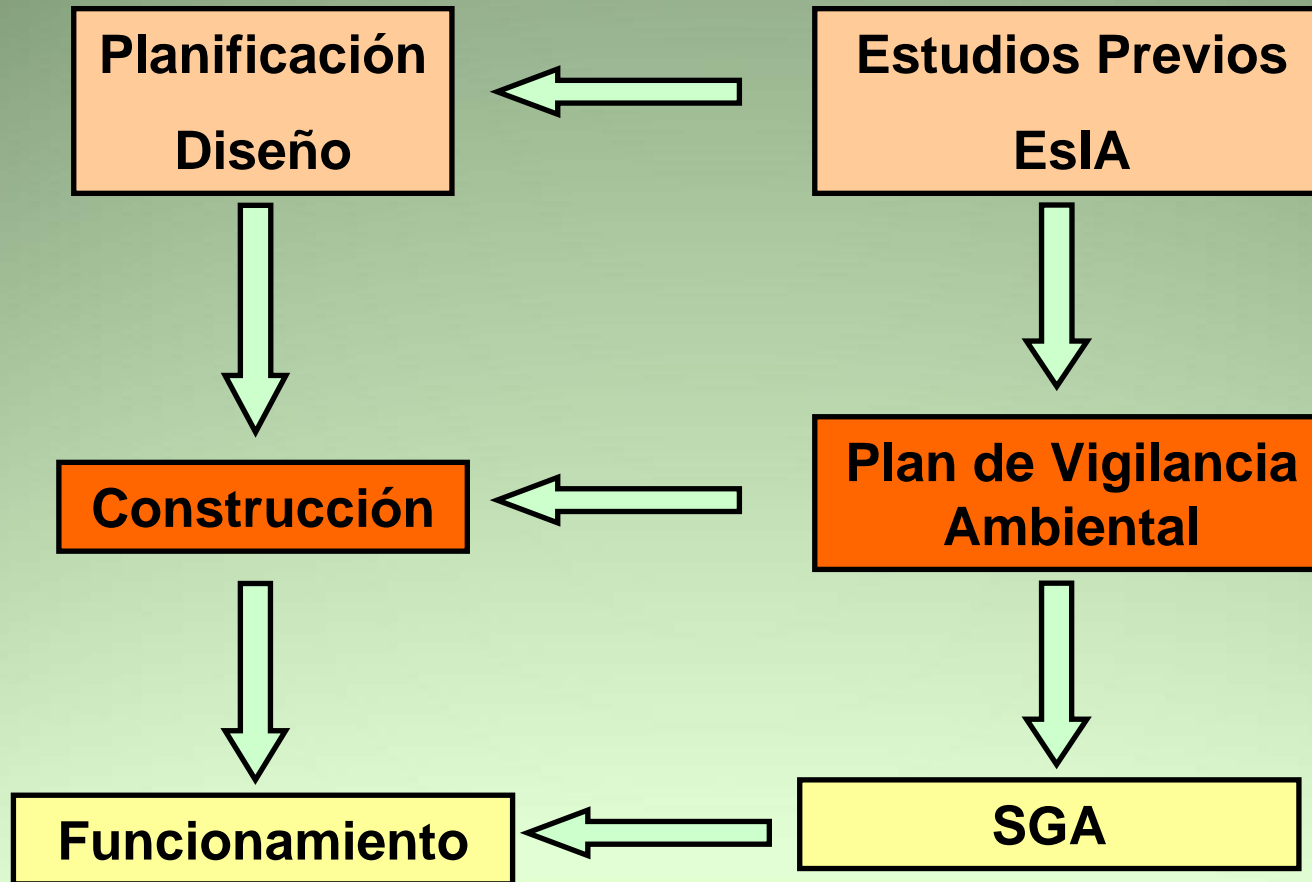 Planificación
Diseño
Estudios Previos
EsIA
Construcción
Plan de Vigilancia
Ambiental
Funcionamiento
SGA